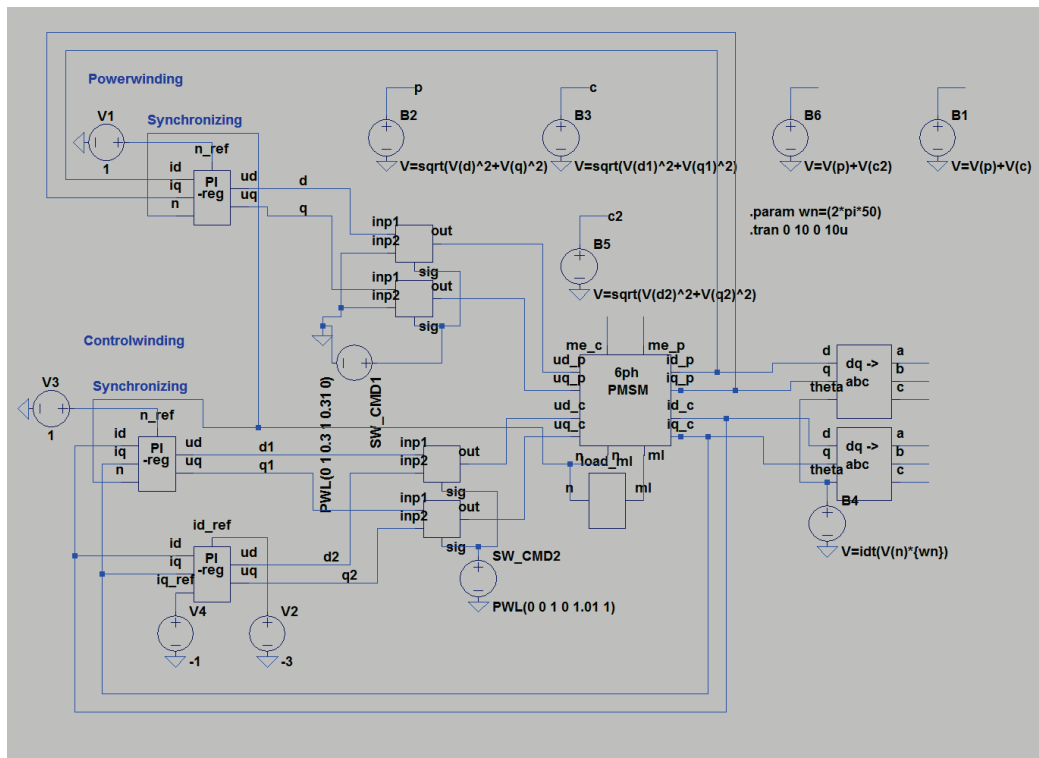 Powerwinding
V1
1
Synchronizing
n_ref
id
iq
n
PI
-reg
ud
uq
d
q
p
B2
V=sqrt(V(d)^2+V(q)^2)
c
B3
V=sqrt(V(d1)^2+V(q1)^2)
B6
V=V(p)+V(c2)
B1
V=V(p)+V(c)
.param wn=(2*pi*50)
.tran 0 10 0 10u
c2
B5
V=sqrt(V(d2)^2+V(q2)^2)
inp1
inp2
out
sig
inp1
inp2
out
sig
SW_CMD1
PWL(0 1 0.3 1 0.31 0)
Controlwinding
V3
1
Synchronizing
n_ref
id
iq
n
PI
-reg
ud
uq
d1
q1
inp1
inp2
out
sig
inp1
inp2
out
sig
SW_CMD2
PWL(0 0 1 0 1.01 1)
id_ref
id
iq
iq_ref
PI
-reg
ud
uq
d2
q2
V4
-1
V2
-3
me_c
me_p
ud_p
uq_p
ud_c
uq_c
6ph
PMSM
id_p
iq_p
id_c
iq_c
n
n
ml
load_ml
n
ml
d
q
theta
dq ->
abc
a
b
c
d
q
theta
dq ->
abc
a
b
c
B4
V=idt(V(n)*{wn})